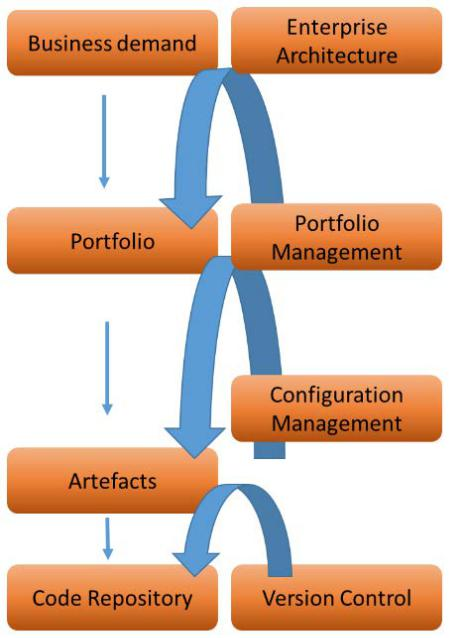 Business demand
Enterprise
Architecture
Portfolio
Portfolio
Management
Configuration
Management
Artefacts
Code Repository
Version Control